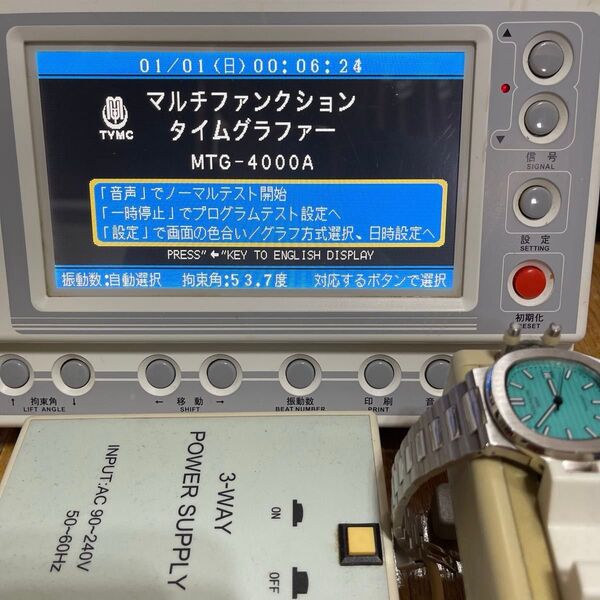 01/01(日)00:06:24
マルチファンクション
タイムグラファー
TYMC
MTG-4000A
「音声」でノーマルテスト開始
「一時停止」でプログラムテスト設定へ
「設定」で画面の色合い/グラフ方式選択、日時設定へ
PRESS"←"KEY TO ENGLISH DISPLAY
振動数:自動選択 拘束角:53.7度 対応するボタンで選択
信号
SIGNAL
設定
SETTING
初期化
RESET
↑ 拘束角 ↓
LIFT ANGLE
← 移動 →
SHIFT
振動数
BEAT NUMBER
印刷
PRINT
音
3-WAY
POWER SUPPLY
INPUT:AC 90~240V
50~60Hz
ON
OFF